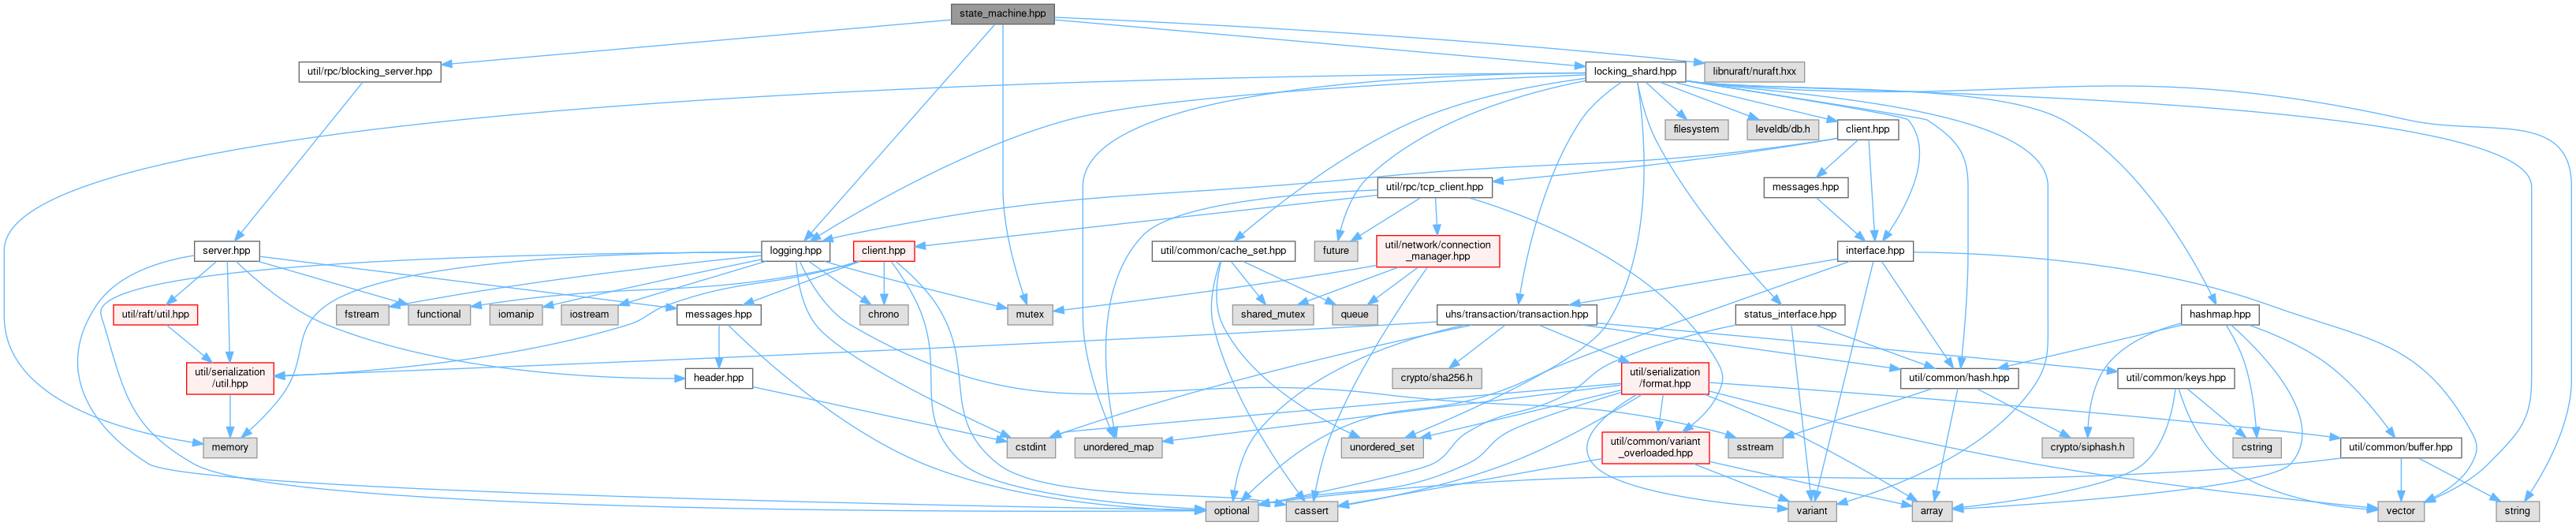 state_machine.hpp
util/rpc/blocking_server.hpp
locking_shard.hpp
libnuraft/nuraft.hxx
filesystem
leveldb/db.h
client.hpp
util/rpc/tcp_client.hpp
messages.hpp
server.hpp
logging.hpp
client.hpp
util/common/cache_set.hpp
future
util/network/connection
_manager.hpp
interface.hpp
util/raft/util.hpp
fstream
functional
iomanip
iostream
chrono
mutex
messages.hpp
shared_mutex
queue
uhs/transaction/transaction.hpp
status_interface.hpp
hashmap.hpp
util/serialization
/util.hpp
header.hpp
crypto/sha256.h
util/serialization
/format.hpp
util/common/hash.hpp
util/common/keys.hpp
memory
cstdint
unordered_map
unordered_set
util/common/variant
_overloaded.hpp
sstream
crypto/siphash.h
cstring
util/common/buffer.hpp
optional
cassert
variant
array
vector
string